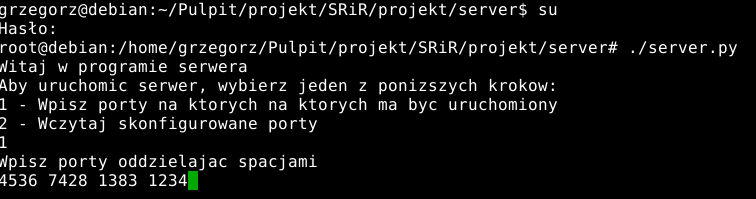 grzegorz@debian:~/Pulpit/projekt/SRiR/projekt/server$ su
Hasło:
root@debian:/home/grzegorz/Pulpit/projekt/SRiR/projekt/server# ./server.py
Witaj w programie serwera
Aby uruchomic serwer, wybierz jeden z ponizszych krokow:
1 - Wpisz porty na ktorych na ktorych ma byc uruchomiony
2 - Wczytaj skonfigurowane porty
1
Wpisz porty oddzielajac spacjami
4536 7428 1383 1234